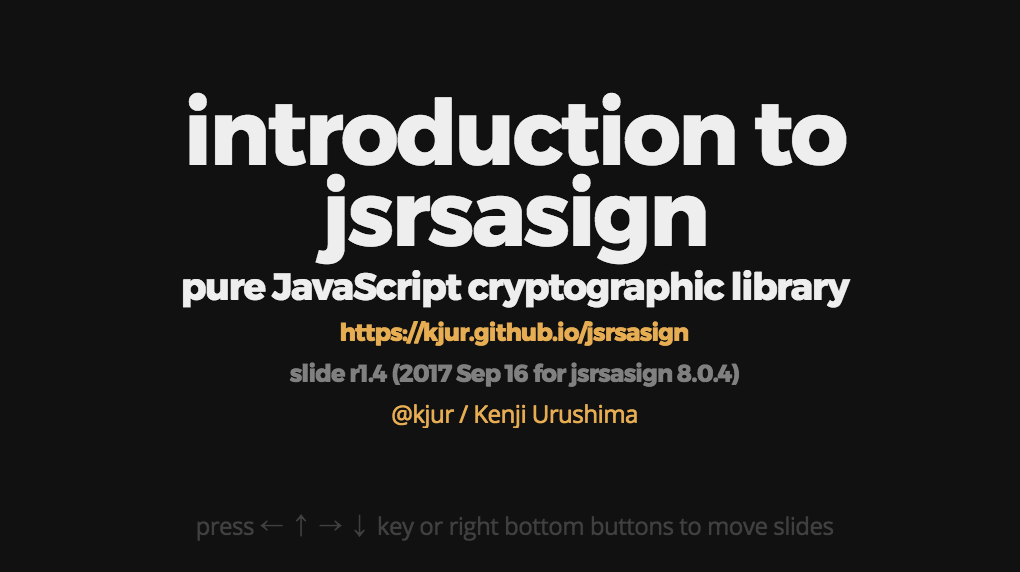 introduction to
jsrsasign
pure JavaScript cryptographic library
https://kjur.github.io/jsrsasign
slide r1.4 (2017 Sep 16 for jsrsasign 8.0.4)
@kjur / Kenji Urushima
press ← ↑ → ↓ key or right bottom buttons to move slides